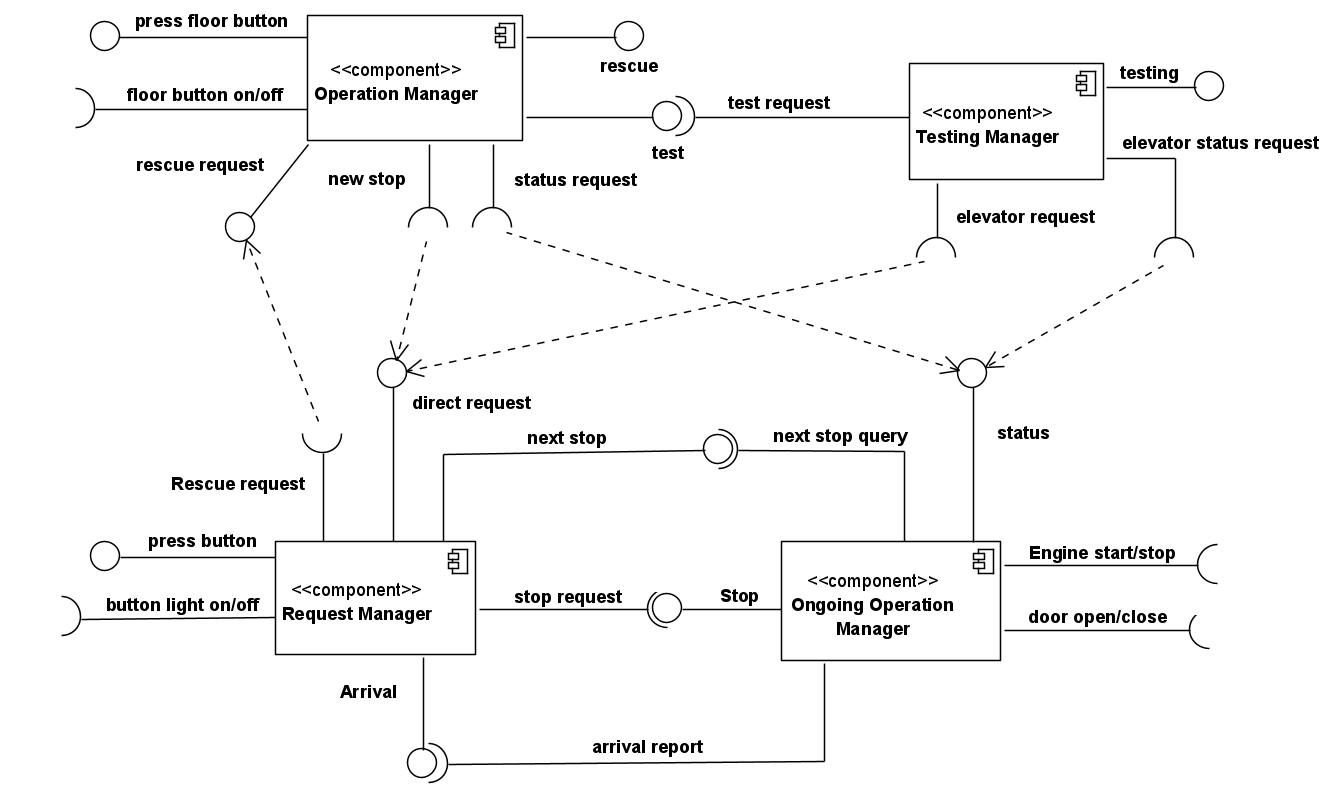 press floor button
rescue
<<component>>
Operation Manager
floor button on/off
testing
test request
<<component>>
Testing Manager
elevator status request
test
rescue request
new stop
status request
elevator request
direct request
next stop
next stop query
status
Rescue request
press button
Engine start/stop
<<component>>
Request Manager
stop request
Stop
<<component>>
Ongoing Operation
Manager
button light on/off
door open/close
Arrival
arrival report